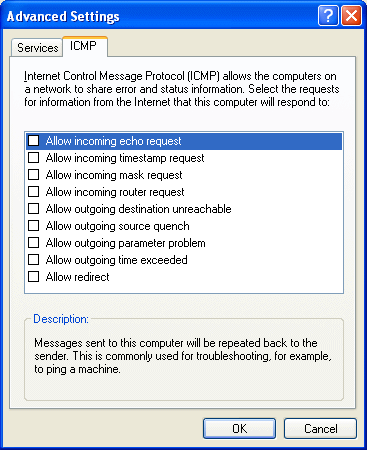 Advanced Settings
Services
ICMP
Internet Control Message Protocol (ICMP) allows the computers on
a network to share error and status information. Select the requests
for information from the Internet that this computer will respond to:
Allow incoming echo request
Allow incoming timestamp request
Allow incoming mask request
Allow incoming router request
Allow outgoing destination unreachable
Allow outgoing source quench
Allow outgoing parameter problem
Allow outgoing time exceeded
Allow redirect
Description:
Messages sent to this computer will be repeated back to the
sender. This is commonly used for troubleshooting, for example,
to ping a machine.
OK
Cancel